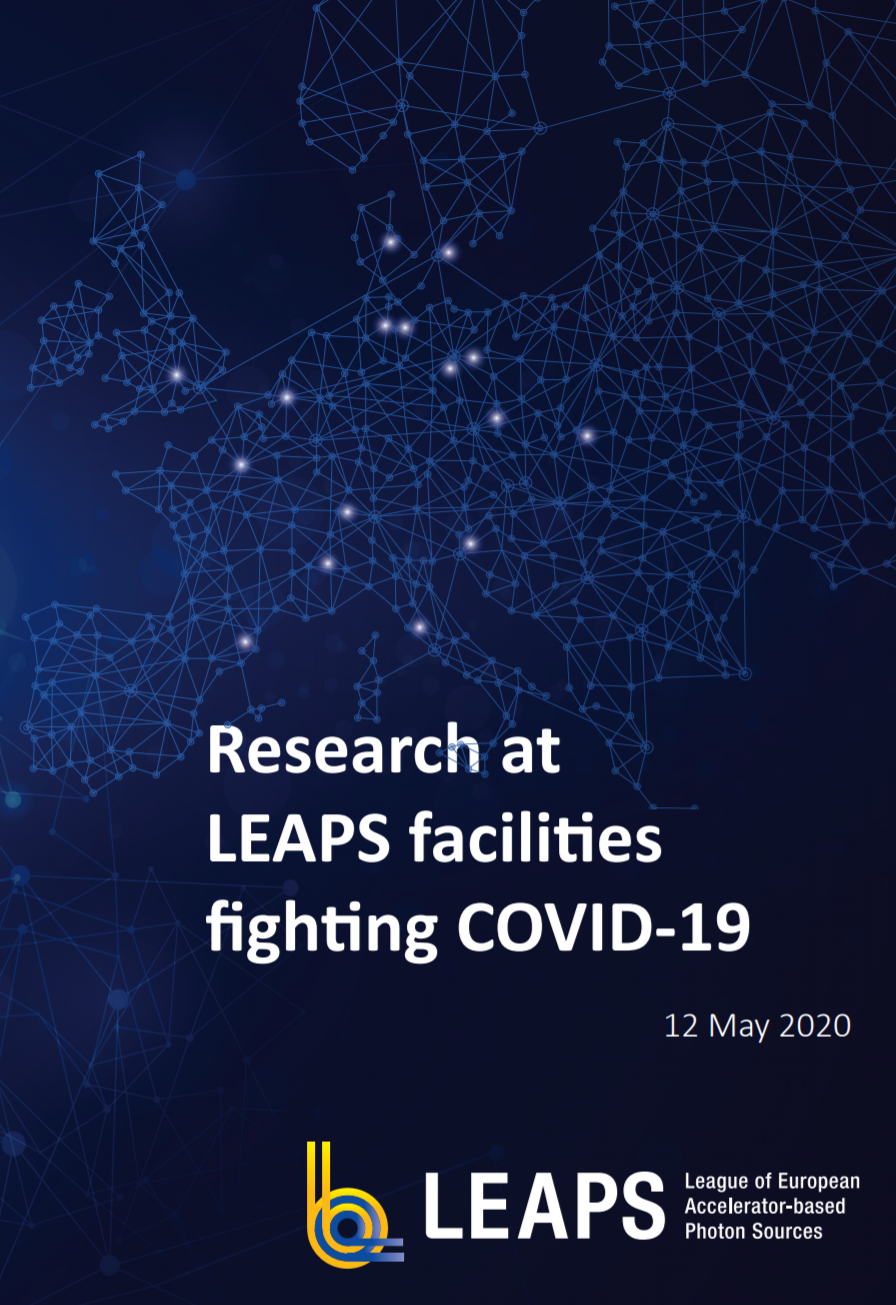 Research at
LEAPS facilities
fighting COVID-19
12 May 2020
LEAPS
League of European
Accelerator-based
Photon Sources